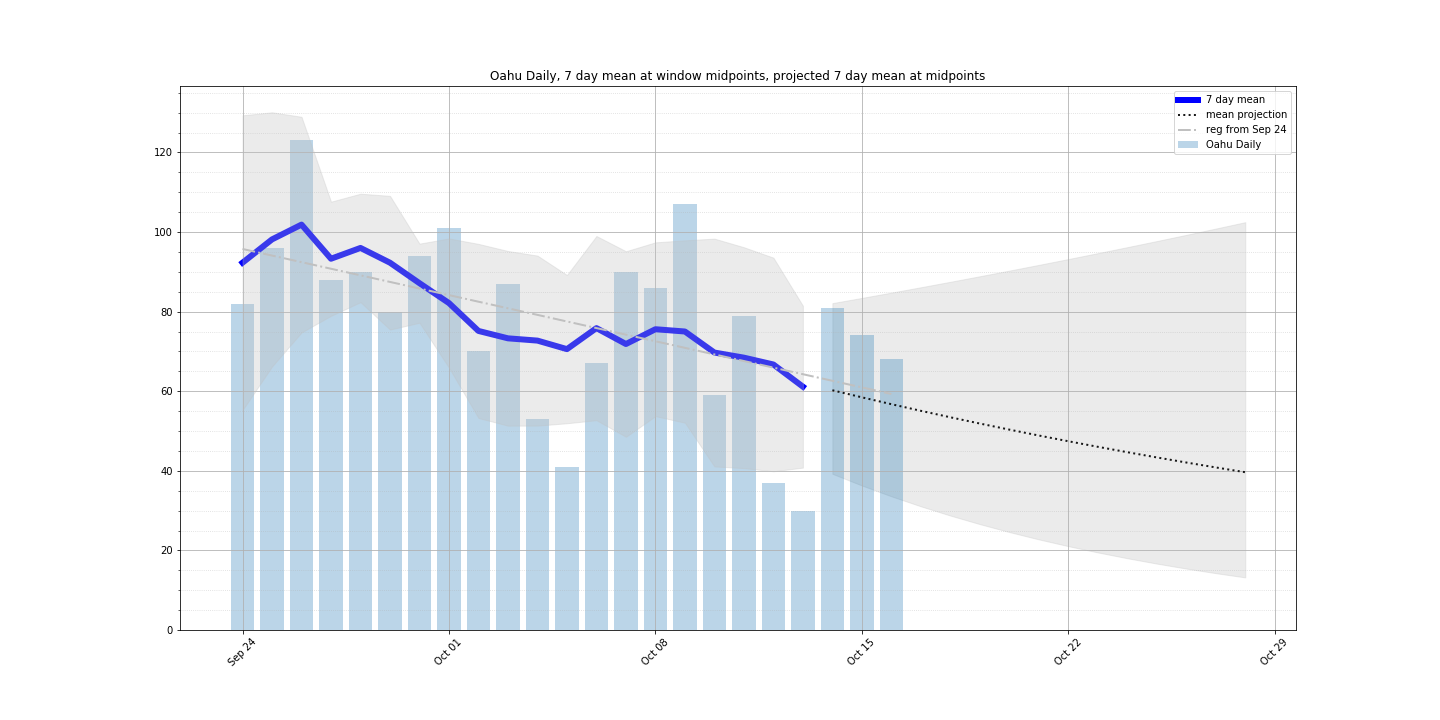 Oahu Daily, 7 day mean at window midpoints, projected 7 day mean at midpoints
7 day mean
mean projection
reg from Sep 24
Oahu Daily
120
100
80
60
40
20
0
Sep 24
Oct 01
Oct 08
Oct 15
Oct 22
Oct 29